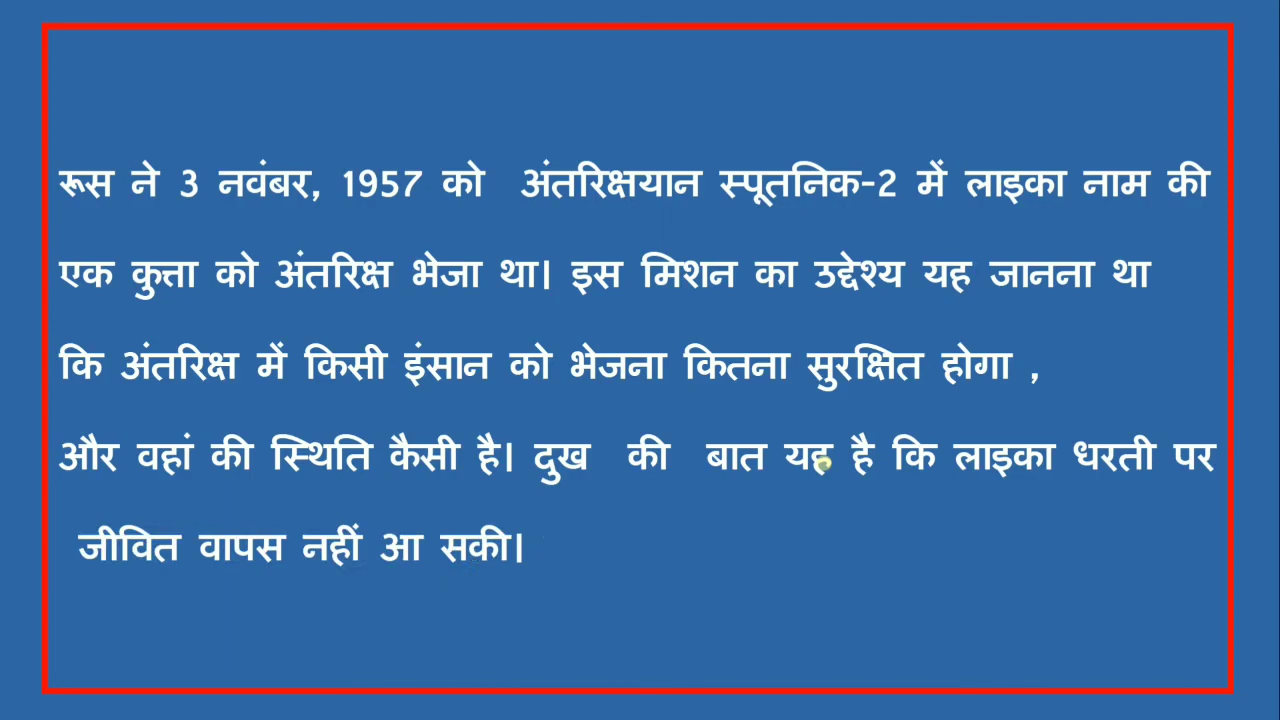 रूस ने 3 नवंबर, 1957 को अंतरिक्षयान स्पूतनिक-2 में लाइका नाम की
एक कुत्ता को अंतरिक्ष भेजा था। इस मिशन का उद्देश्य यह जानना था
कि अंतरिक्ष में किसी इंसान को भेजना कितना सुरक्षित होगा ,
और वहां की स्थिति कैसी है। दुख की बात यह है कि लाइका धरती पर
जीवित वापस नहीं आ सकी।